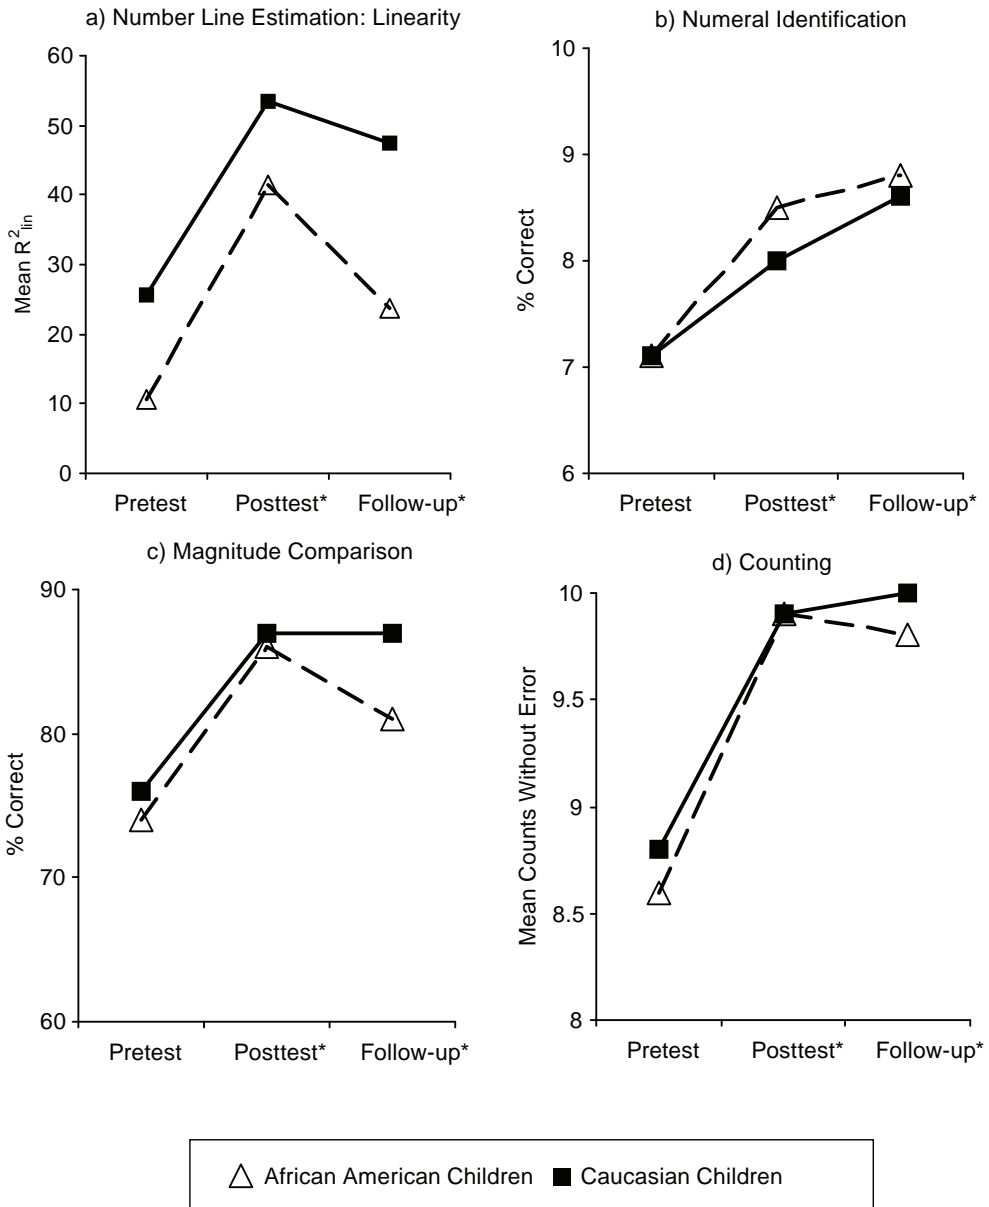 a) Number Line Estimation: Linearity
60
50
40
30
20
10
0
Mean R²lin
Pretest Posttest* Follow-up*
b) Numeral Identification
10
9
8
7
6
% Correct
Pretest Posttest* Follow-up*
c) Magnitude Comparison
90
80
70
60
% Correct
Pretest Posttest* Follow-up*
d) Counting
10
9.5
9
8.5
8
Mean Counts Without Error
Pretest Posttest* Follow-up*
African American Children Caucasian Children